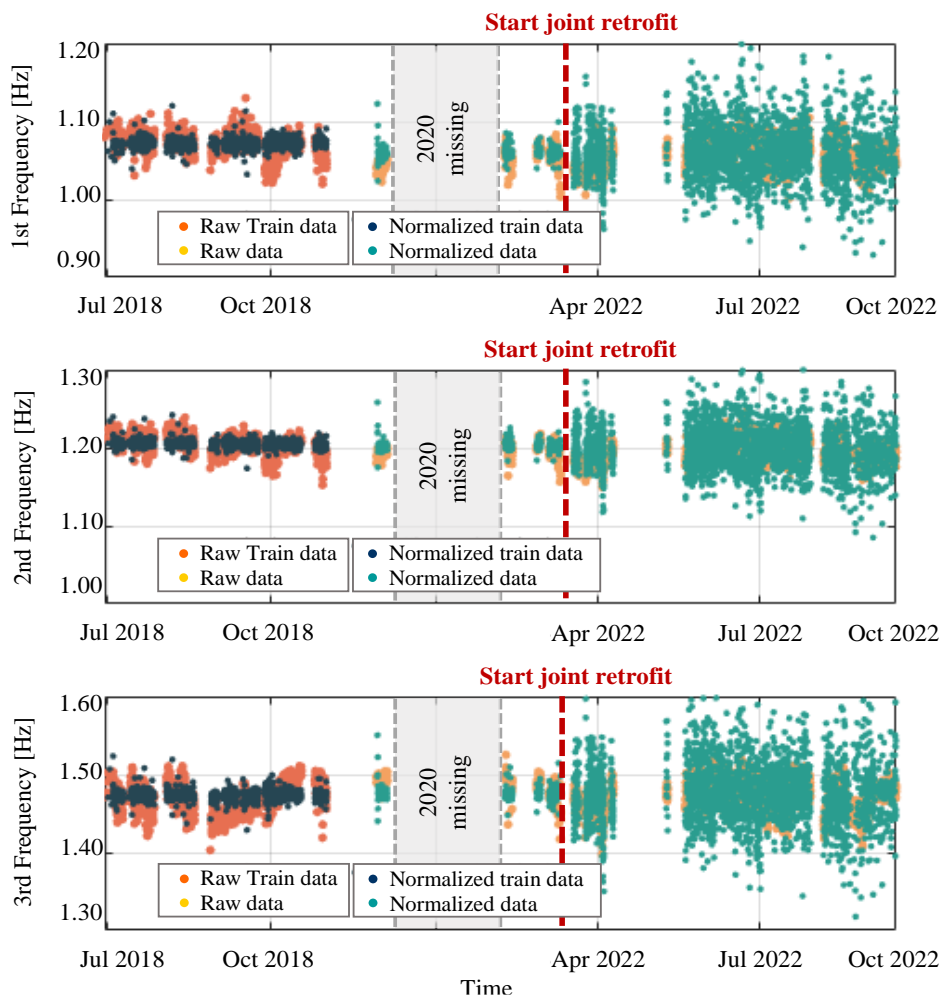 Start joint retrofit
1.20
1.10
1.00
0.90
1st Frequency [Hz]
2020
missing
Raw Train data
Raw data
Normalized train data
Normalized data
Jul 2018
Oct 2018
Apr 2022
Jul 2022
Oct 2022
Start joint retrofit
1.30
1.20
1.10
1.00
2nd Frequency [Hz]
2020
missing
Raw Train data
Raw data
Normalized train data
Normalized data
Jul 2018
Oct 2018
Apr 2022
Jul 2022
Oct 2022
Start joint retrofit
1.60
1.50
1.40
1.30
3rd Frequency [Hz]
2020
missing
Raw Train data
Raw data
Normalized train data
Normalized data
Jul 2018
Oct 2018
Apr 2022
Jul 2022
Oct 2022
Time